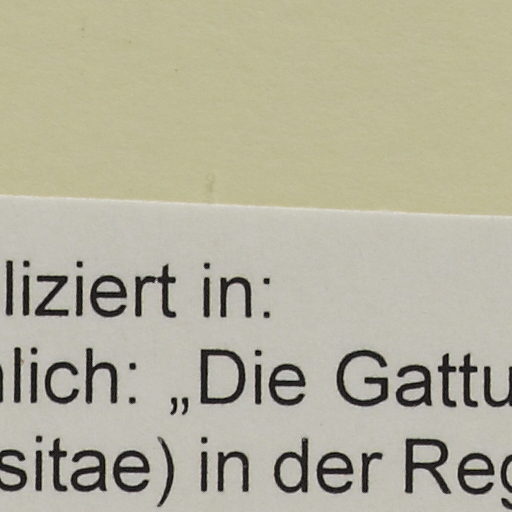 liziert in:
lich: „Die Gattu
sitae) in der Reg